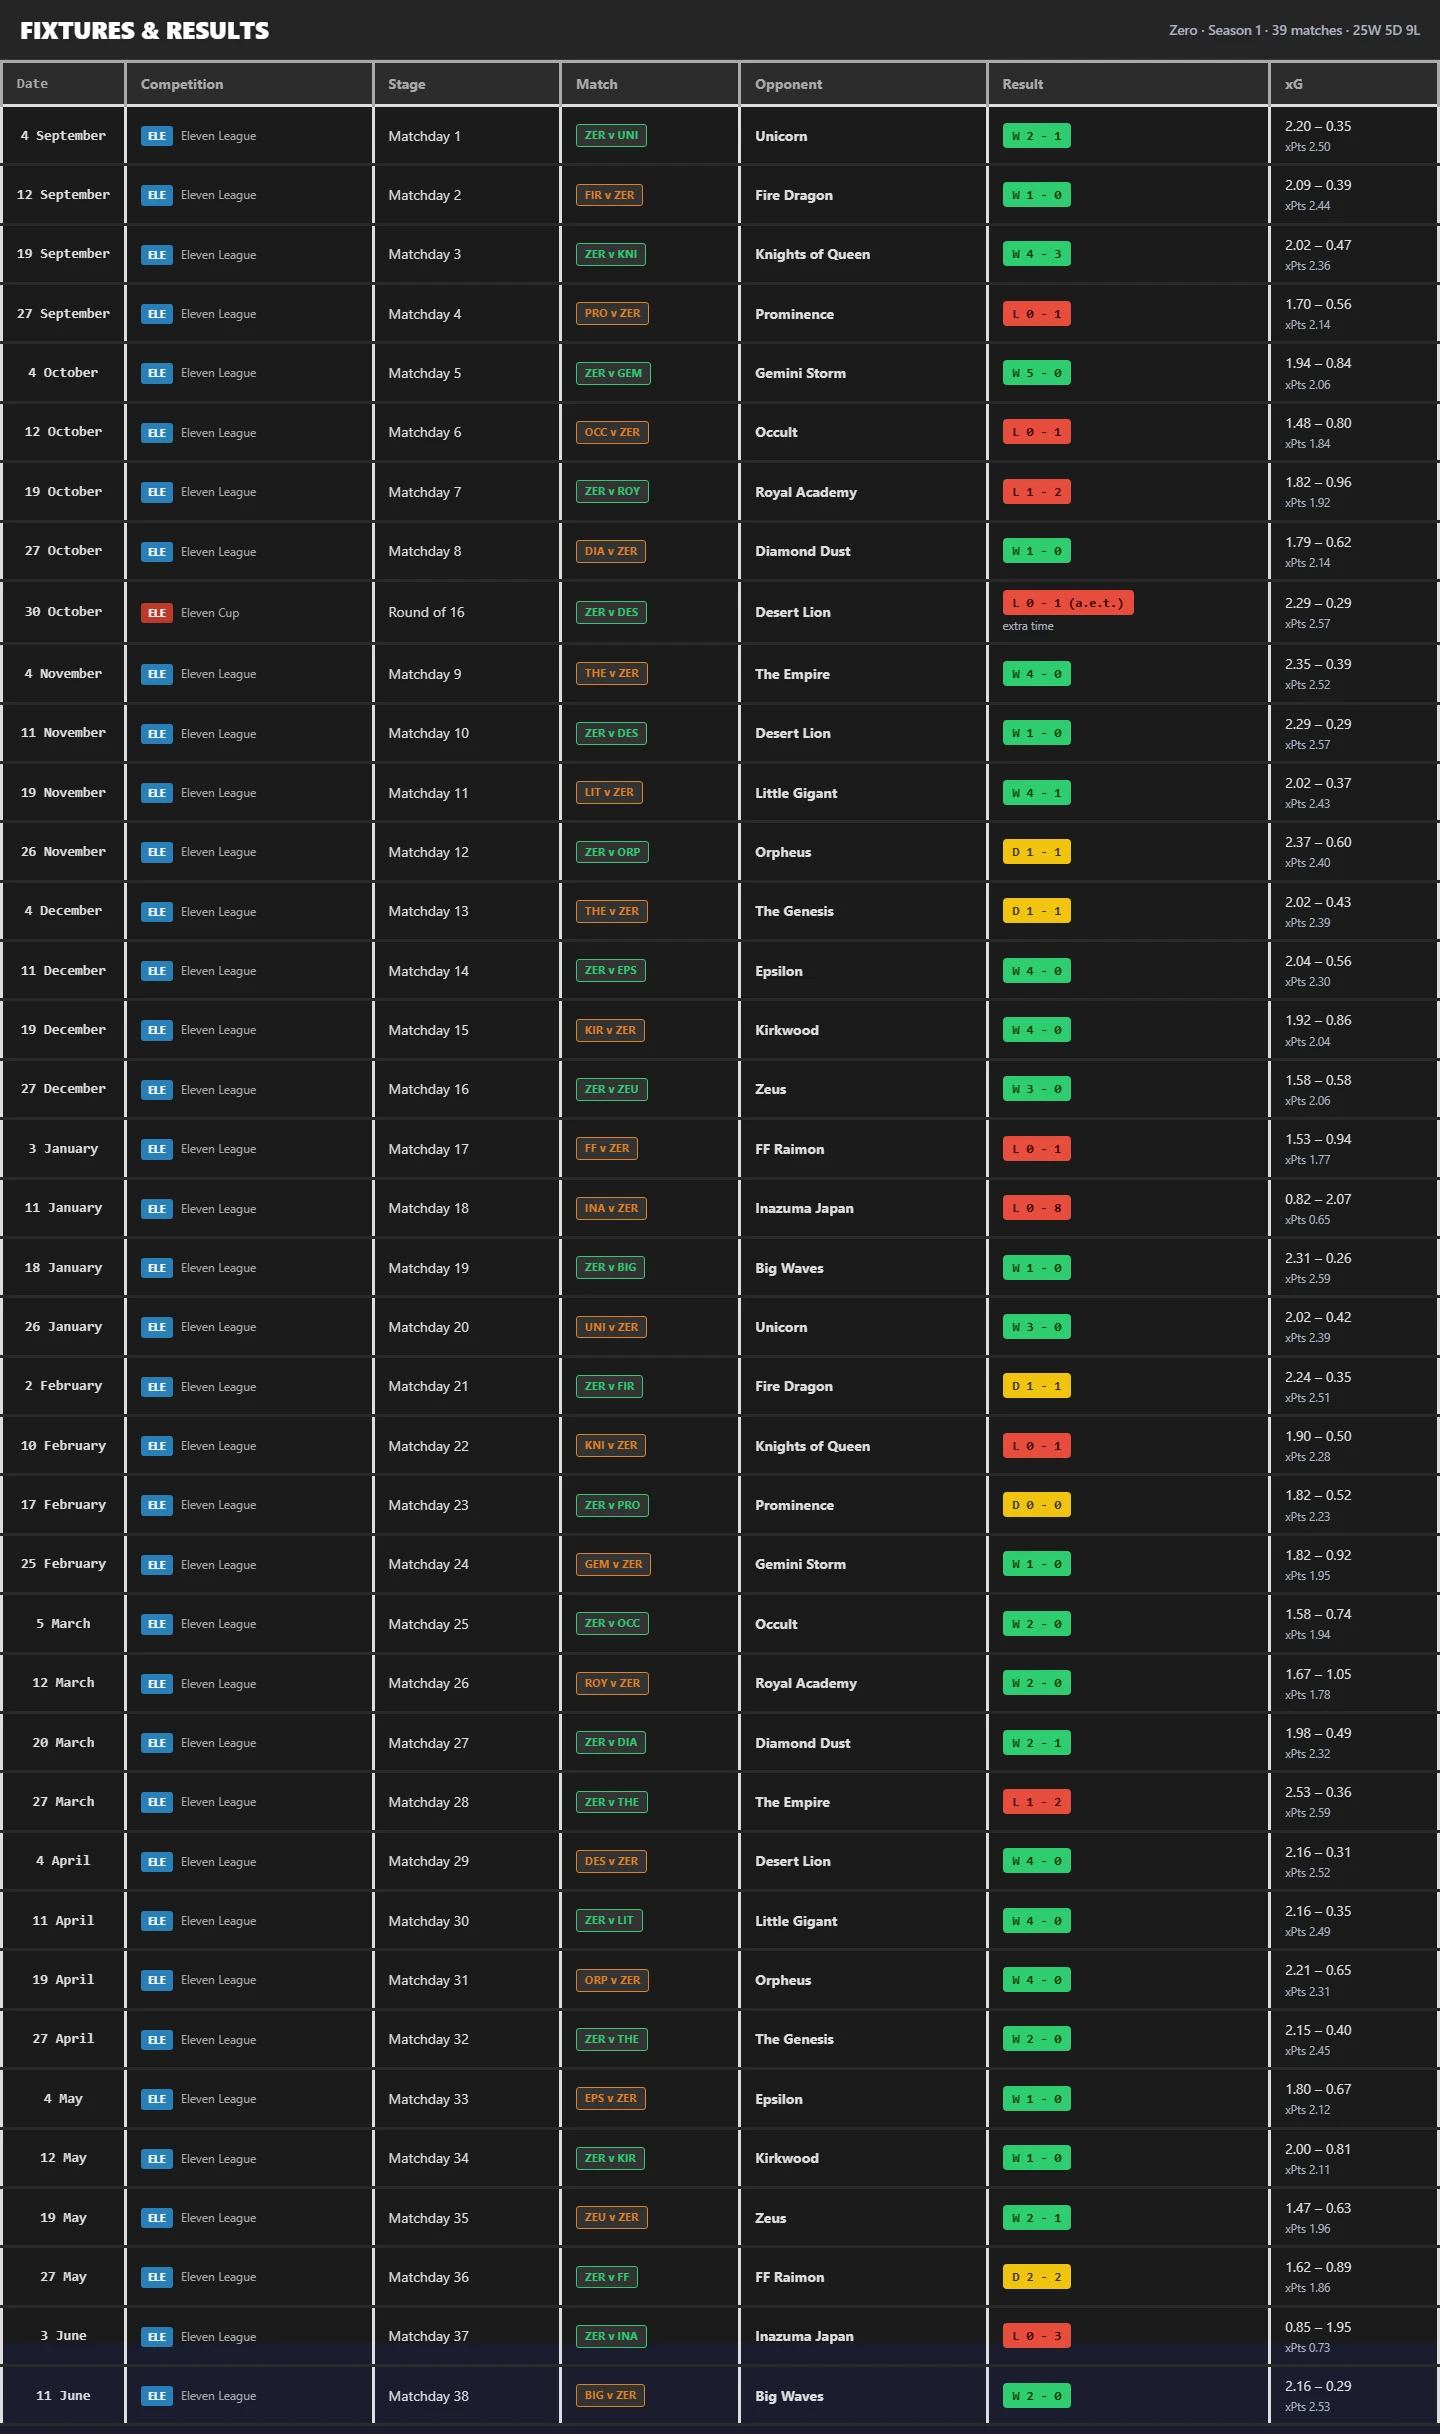 FIXTURES & RESULTS
Zero · Season 1 · 39 matches · 25W 5D 9L
Date Competition Stage Match Opponent Result xG
4 September ELE Eleven League Matchday 1 ZER v UNI Unicorn W 2 - 1 2.20 – 0.35
xPts 2.50
12 September ELE Eleven League Matchday 2 FIR v ZER Fire Dragon W 1 - 0 2.09 – 0.39
xPts 2.44
19 September ELE Eleven League Matchday 3 ZER v KNI Knights of Queen W 4 - 3 2.02 – 0.47
xPts 2.36
27 September ELE Eleven League Matchday 4 PRO v ZER Prominence L 0 - 1 1.70 – 0.56
xPts 2.14
4 October ELE Eleven League Matchday 5 ZER v GEM Gemini Storm W 5 - 0 1.94 – 0.84
xPts 2.06
12 October ELE Eleven League Matchday 6 OCC v ZER Occult L 0 - 1 1.48 – 0.80
xPts 1.84
19 October ELE Eleven League Matchday 7 ZER v ROY Royal Academy L 1 - 2 1.82 – 0.96
xPts 1.92
27 October ELE Eleven League Matchday 8 DIA v ZER Diamond Dust W 1 - 0 1.79 – 0.62
xPts 2.14
30 October ELE Eleven Cup Round of 16 ZER v DES Desert Lion L 0 - 1 (a.e.t.) 2.29 – 0.29
extra time xPts 2.57
4 November ELE Eleven League Matchday 9 THE v ZER The Empire W 4 - 0 2.35 – 0.39
xPts 2.52
11 November ELE Eleven League Matchday 10 ZER v DES Desert Lion W 1 - 0 2.29 – 0.29
xPts 2.57
19 November ELE Eleven League Matchday 11 LIT v ZER Little Gigant W 4 - 1 2.02 – 0.37
xPts 2.43
26 November ELE Eleven League Matchday 12 ZER v ORP Orpheus D 1 - 1 2.37 – 0.60
xPts 2.40
4 December ELE Eleven League Matchday 13 THE v ZER The Genesis D 1 - 1 2.02 – 0.43
xPts 2.39
11 December ELE Eleven League Matchday 14 ZER v EPS Epsilon W 4 - 0 2.04 – 0.56
xPts 2.30
19 December ELE Eleven League Matchday 15 KIR v ZER Kirkwood W 4 - 0 1.92 – 0.86
xPts 2.04
27 December ELE Eleven League Matchday 16 ZER v ZEU Zeus W 3 - 0 1.58 – 0.58
xPts 2.06
3 January ELE Eleven League Matchday 17 FF v ZER FF Raimon L 0 - 1 1.53 – 0.94
xPts 1.77
11 January ELE Eleven League Matchday 18 INA v ZER Inazuma Japan L 0 - 8 0.82 – 2.07
xPts 0.65
18 January ELE Eleven League Matchday 19 ZER v BIG Big Waves W 1 - 0 2.31 – 0.26
xPts 2.59
26 January ELE Eleven League Matchday 20 UNI v ZER Unicorn W 3 - 0 2.02 – 0.42
xPts 2.39
2 February ELE Eleven League Matchday 21 ZER v FIR Fire Dragon D 1 - 1 2.24 – 0.35
xPts 2.51
10 February ELE Eleven League Matchday 22 KNI v ZER Knights of Queen L 0 - 1 1.90 – 0.50
xPts 2.28
17 February ELE Eleven League Matchday 23 ZER v PRO Prominence D 0 - 0 1.82 – 0.52
xPts 2.23
25 February ELE Eleven League Matchday 24 GEM v ZER Gemini Storm W 1 - 0 1.82 – 0.92
xPts 1.95
5 March ELE Eleven League Matchday 25 ZER v OCC Occult W 2 - 0 1.58 – 0.74
xPts 1.94
12 March ELE Eleven League Matchday 26 ROY v ZER Royal Academy W 2 - 0 1.67 – 1.05
xPts 1.78
20 March ELE Eleven League Matchday 27 ZER v DIA Diamond Dust W 2 - 1 1.98 – 0.49
xPts 2.32
27 March ELE Eleven League Matchday 28 ZER v THE The Empire L 1 - 2 2.53 – 0.36
xPts 2.59
4 April ELE Eleven League Matchday 29 DES v ZER Desert Lion W 4 - 0 2.16 – 0.31
xPts 2.52
11 April ELE Eleven League Matchday 30 ZER v LIT Little Gigant W 4 - 0 2.16 – 0.35
xPts 2.49
19 April ELE Eleven League Matchday 31 ORP v ZER Orpheus W 4 - 0 2.21 – 0.65
xPts 2.31
27 April ELE Eleven League Matchday 32 ZER v THE The Genesis W 2 - 0 2.15 – 0.40
xPts 2.45
4 May ELE Eleven League Matchday 33 EPS v ZER Epsilon W 1 - 0 1.80 – 0.67
xPts 2.12
12 May ELE Eleven League Matchday 34 ZER v KIR Kirkwood W 1 - 0 2.00 – 0.81
xPts 2.11
19 May ELE Eleven League Matchday 35 ZEU v ZER Zeus W 2 - 1 1.47 – 0.63
xPts 1.96
27 May ELE Eleven League Matchday 36 ZER v FF FF Raimon D 2 - 2 1.62 – 0.89
xPts 1.86
3 June ELE Eleven League Matchday 37 ZER v INA Inazuma Japan L 0 - 3 0.85 – 1.95
xPts 0.73
11 June ELE Eleven League Matchday 38 BIG v ZER Big Waves W 2 - 0 2.16 – 0.29
xPts 2.53